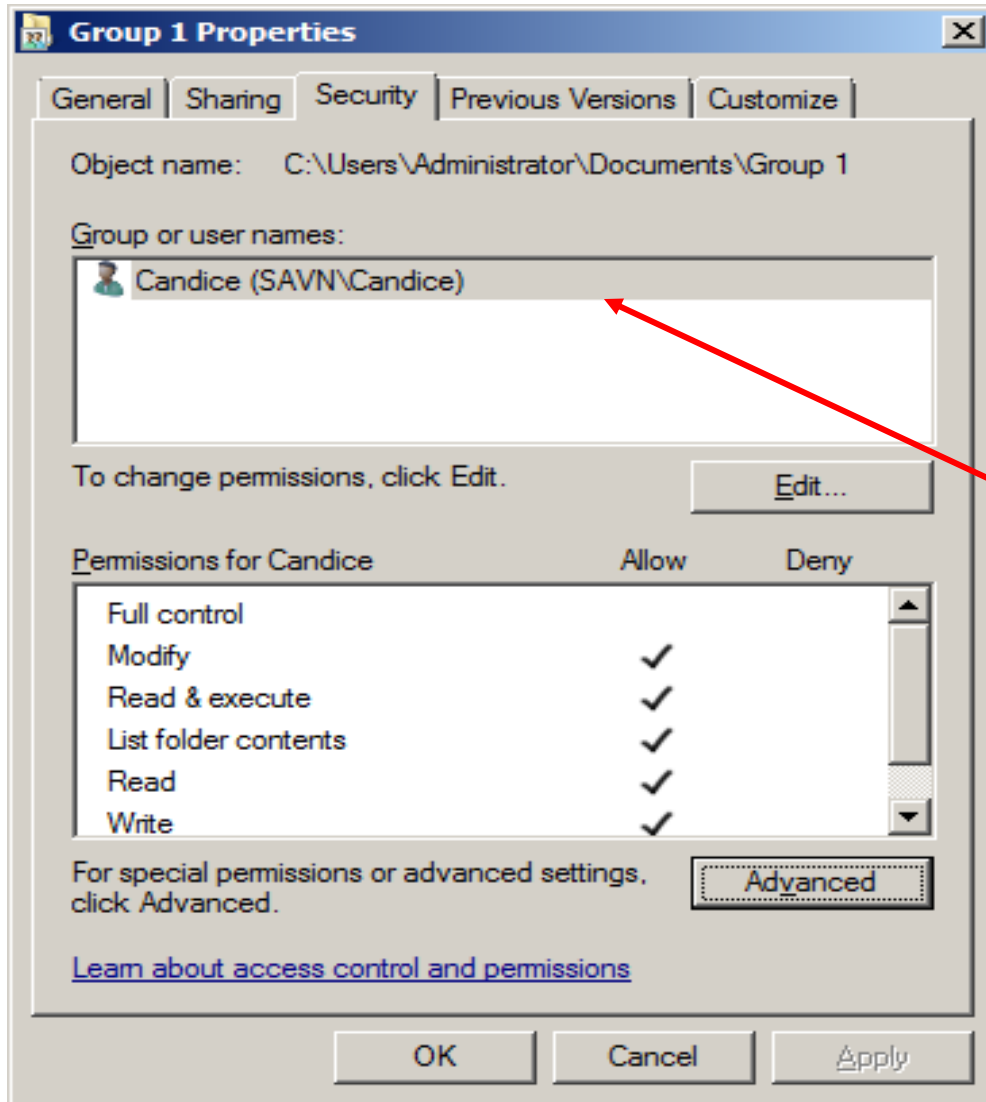 Group 1 Properties
General Sharing Security Previous Versions Customize
Object name: C:\Users\Administrator\Documents\Group 1
Group or user names:
Candice (SAVN\Candice)
To change permissions, click Edit.
Edit...
Permissions for Candice Allow Deny
Full control
Modify
Read & execute
List folder contents
Read
Write
For special permissions or advanced settings,
click Advanced.
Advanced
Learn about access control and permissions
OK Cancel Apply